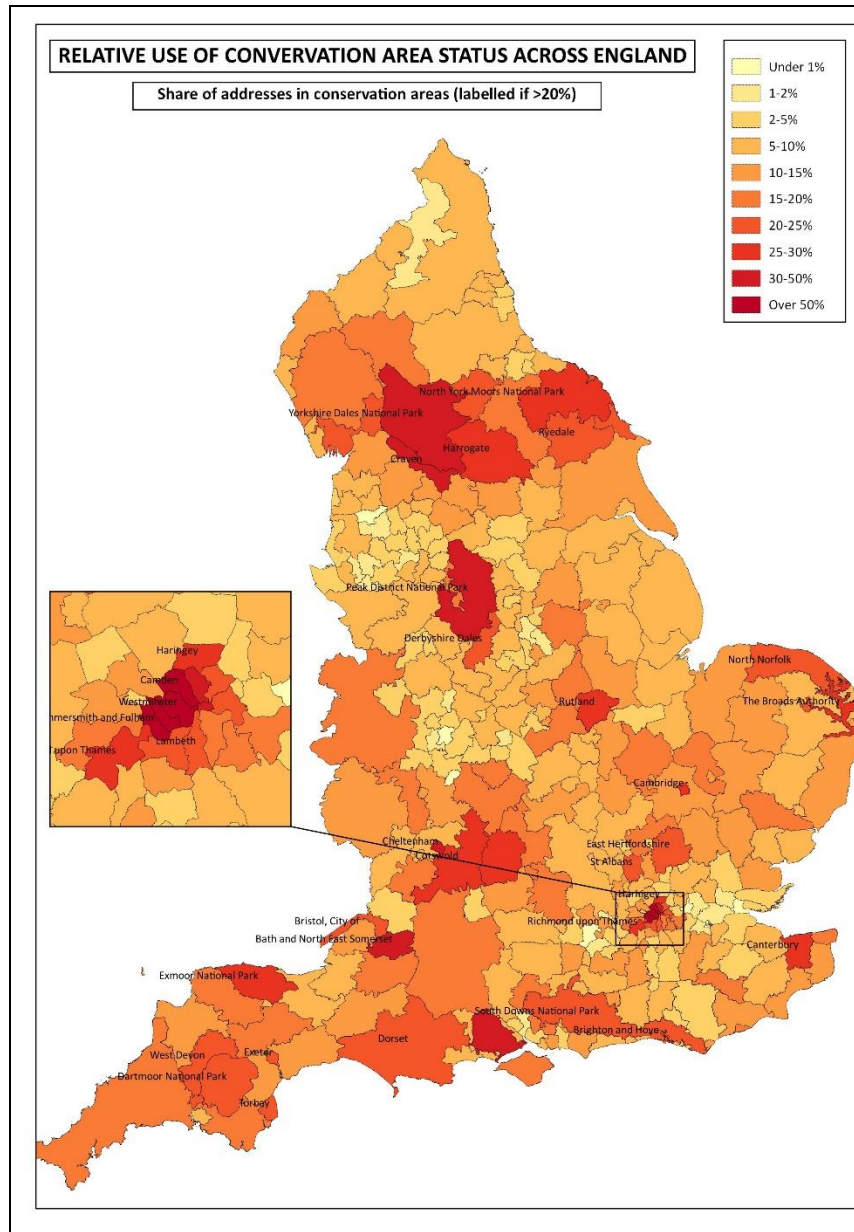 RELATIVE USE OF CONVERVATION AREA STATUS ACROSS ENGLAND
Share of addresses in conservation areas (labelled if >20%)
Under 1%
1-2%
2-5%
5-10%
10-15%
15-20%
20-25%
25-30%
30-50%
Over 50%
North York Moors National Park
Yorkshire Dales National Park
Ryedale
Harrogate
Craven
Peak District National Park
Derbyshire Dales
Haringey
Camden
Westminster
mmersmith and Fulham
Lambeth
upon Thames
North Norfolk
The Broads Authority
Rutland
Cambridge
Cheltenham
Cotswold
East Hertfordshire
St Albans
Haringey
Richmond upon Thames
Bristol, City of
Bath and North East Somerset
Canterbury
Exmoor National Park
South Downs National Park
Brighton and Hove
Dorset
West Devon
Exeter
Dartmoor National Park
Torbay